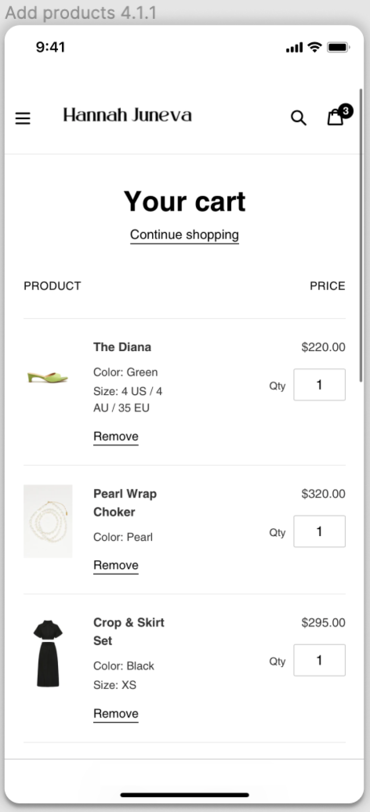 Add products 4.1.1
9:41
Hannah Juneva
3
Your cart
Continue shopping
PRODUCT PRICE
The Diana $220.00
Color: Green
Size: 4 US / 4
AU / 35 EU
Qty 1
Remove
Pearl Wrap
Choker
$320.00
Color: Pearl
Qty 1
Remove
Crop & Skirt
Set
$295.00
Color: Black
Size: XS
Qty 1
Remove